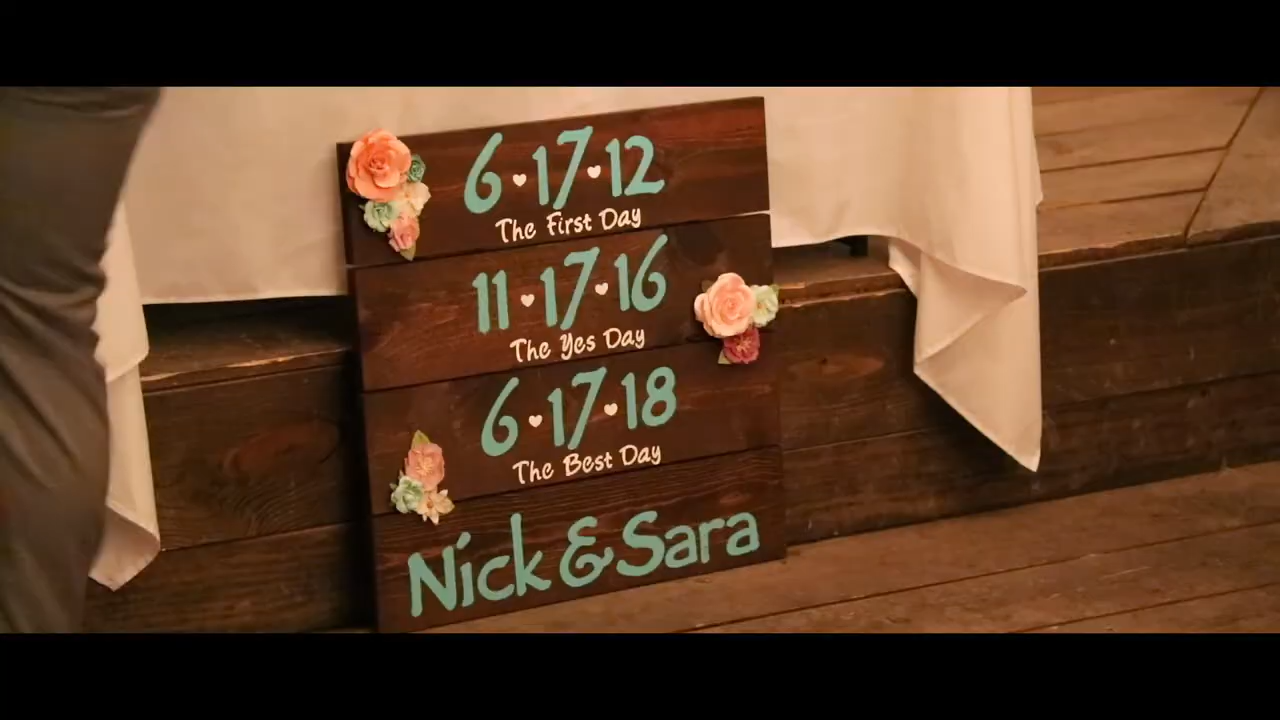 6♥17♥12
The First Day
11♥17♥16
The Yes Day
6♥17♥18
The Best Day
Nick & Sara